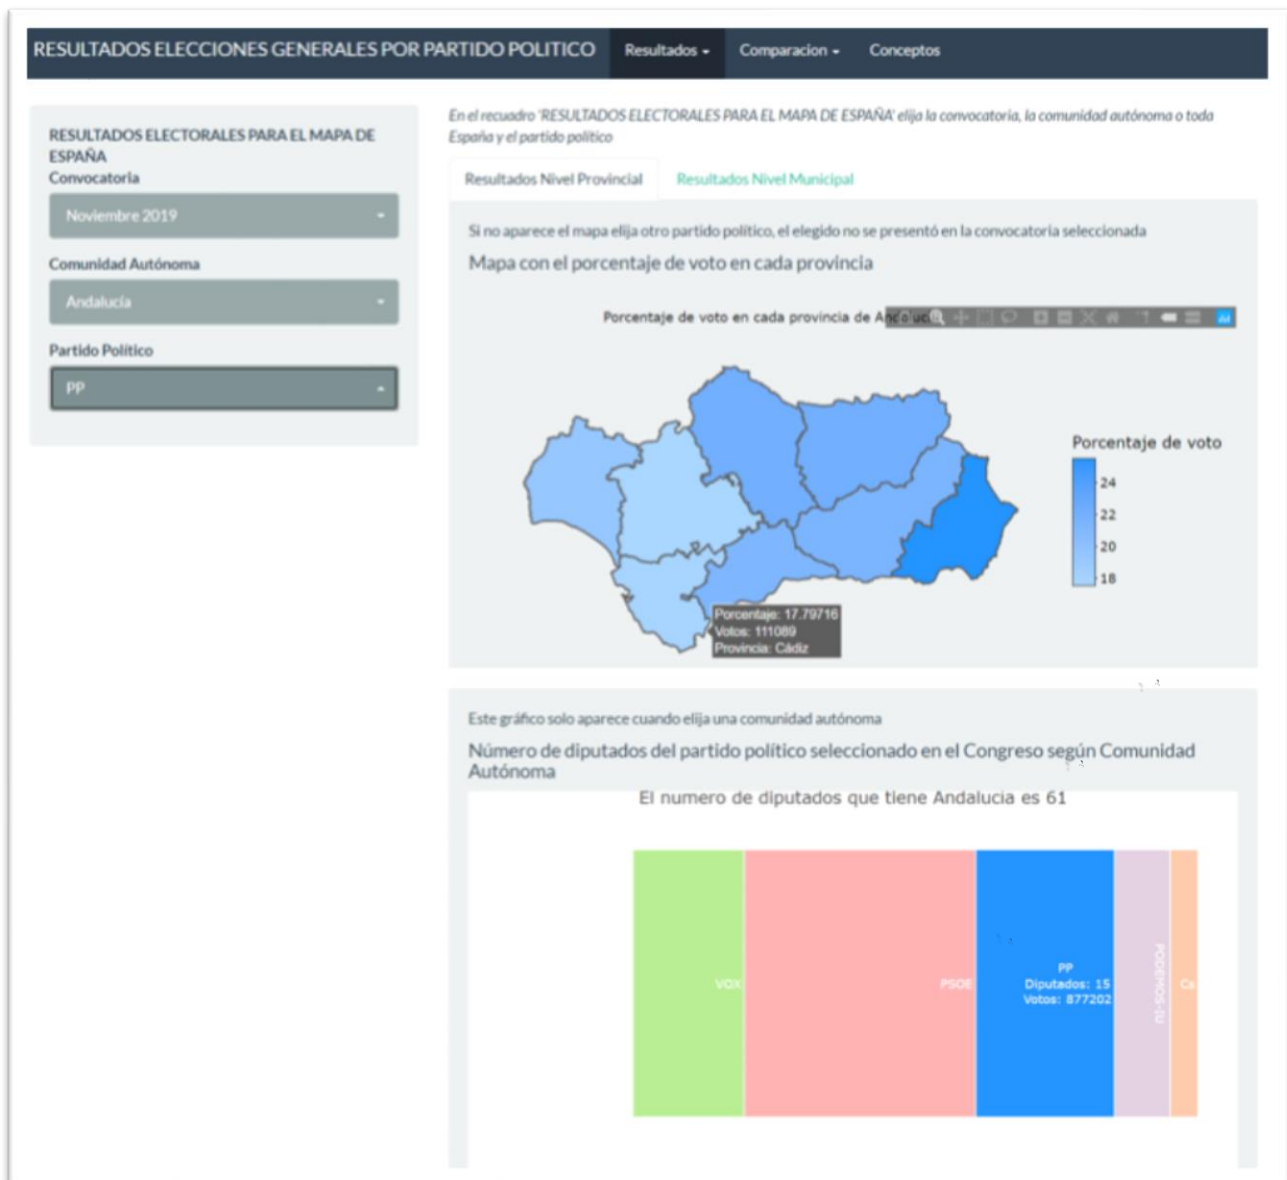 RESULTADOS ELECCIONES GENERALES POR PARTIDO POLITICO
Resultados
Comparacion
Conceptos
RESULTADOS ELECTORALES PARA EL MAPA DE
ESPAÑA
Convocatoria
Noviembre 2019
Comunidad Autónoma
Andalucía
Partido Político
PP
En el recuadro 'RESULTADOS ELECTORALES PARA EL MAPA DE ESPAÑA' elija la convocatoria, la comunidad autónoma o toda
España y el partido político
Resultados Nivel Provincial
Resultados Nivel Municipal
Si no aparece el mapa elija otro partido político, el elegido no se presentó en la convocatoria seleccionada
Mapa con el porcentaje de voto en cada provincia
Porcentaje de voto en cada provincia de
Porcentaje de voto
24
22
20
18
Porcentaje: 17.79716
Votos: 111089
Provincia: Cádiz
Este gráfico solo aparece cuando elija una comunidad autónoma
Número de diputados del partido político seleccionado en el Congreso según Comunidad
Autónoma
El numero de diputados que tiene Andalucia es 61
VOX
PSOE
PP
Diputados: 15
Votos: 877202
PODEMOS-IU
Cs